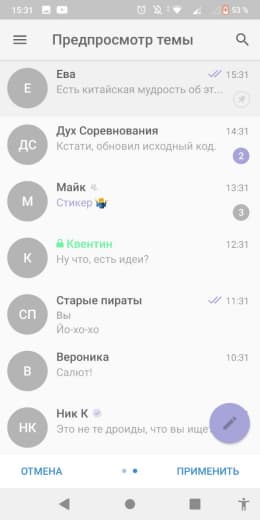 15:31 53 %
Предпросмотр темы
Е Ева 15:31
Есть китайская мудрость об эт...
ДС Дух Соревнования 14:31
Кстати, обновил исходный код. 2
М Майк 13:31
Стикер 🤷‍♂️ 3
К Квентин 12:31
Ну что, есть идеи?
СП Старые пираты 11:31
Вы
Йо-хо-хо
В Вероника 10:31
Салют!
НК Ник К
Это не те дроиды, что вы ище
ОТМЕНА ПРИМЕНИТЬ